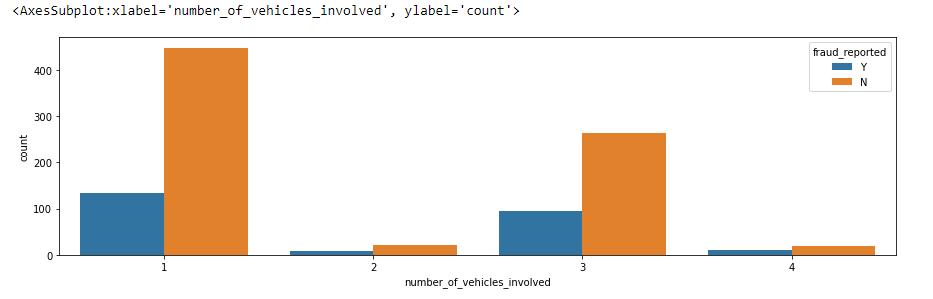 <AxesSubplot:xlabel='number_of_vehicles_involved', ylabel='count'>
fraud_reported
Y
N
400
300
200
100
0
count
1 2 3 4
number_of_vehicles_involved